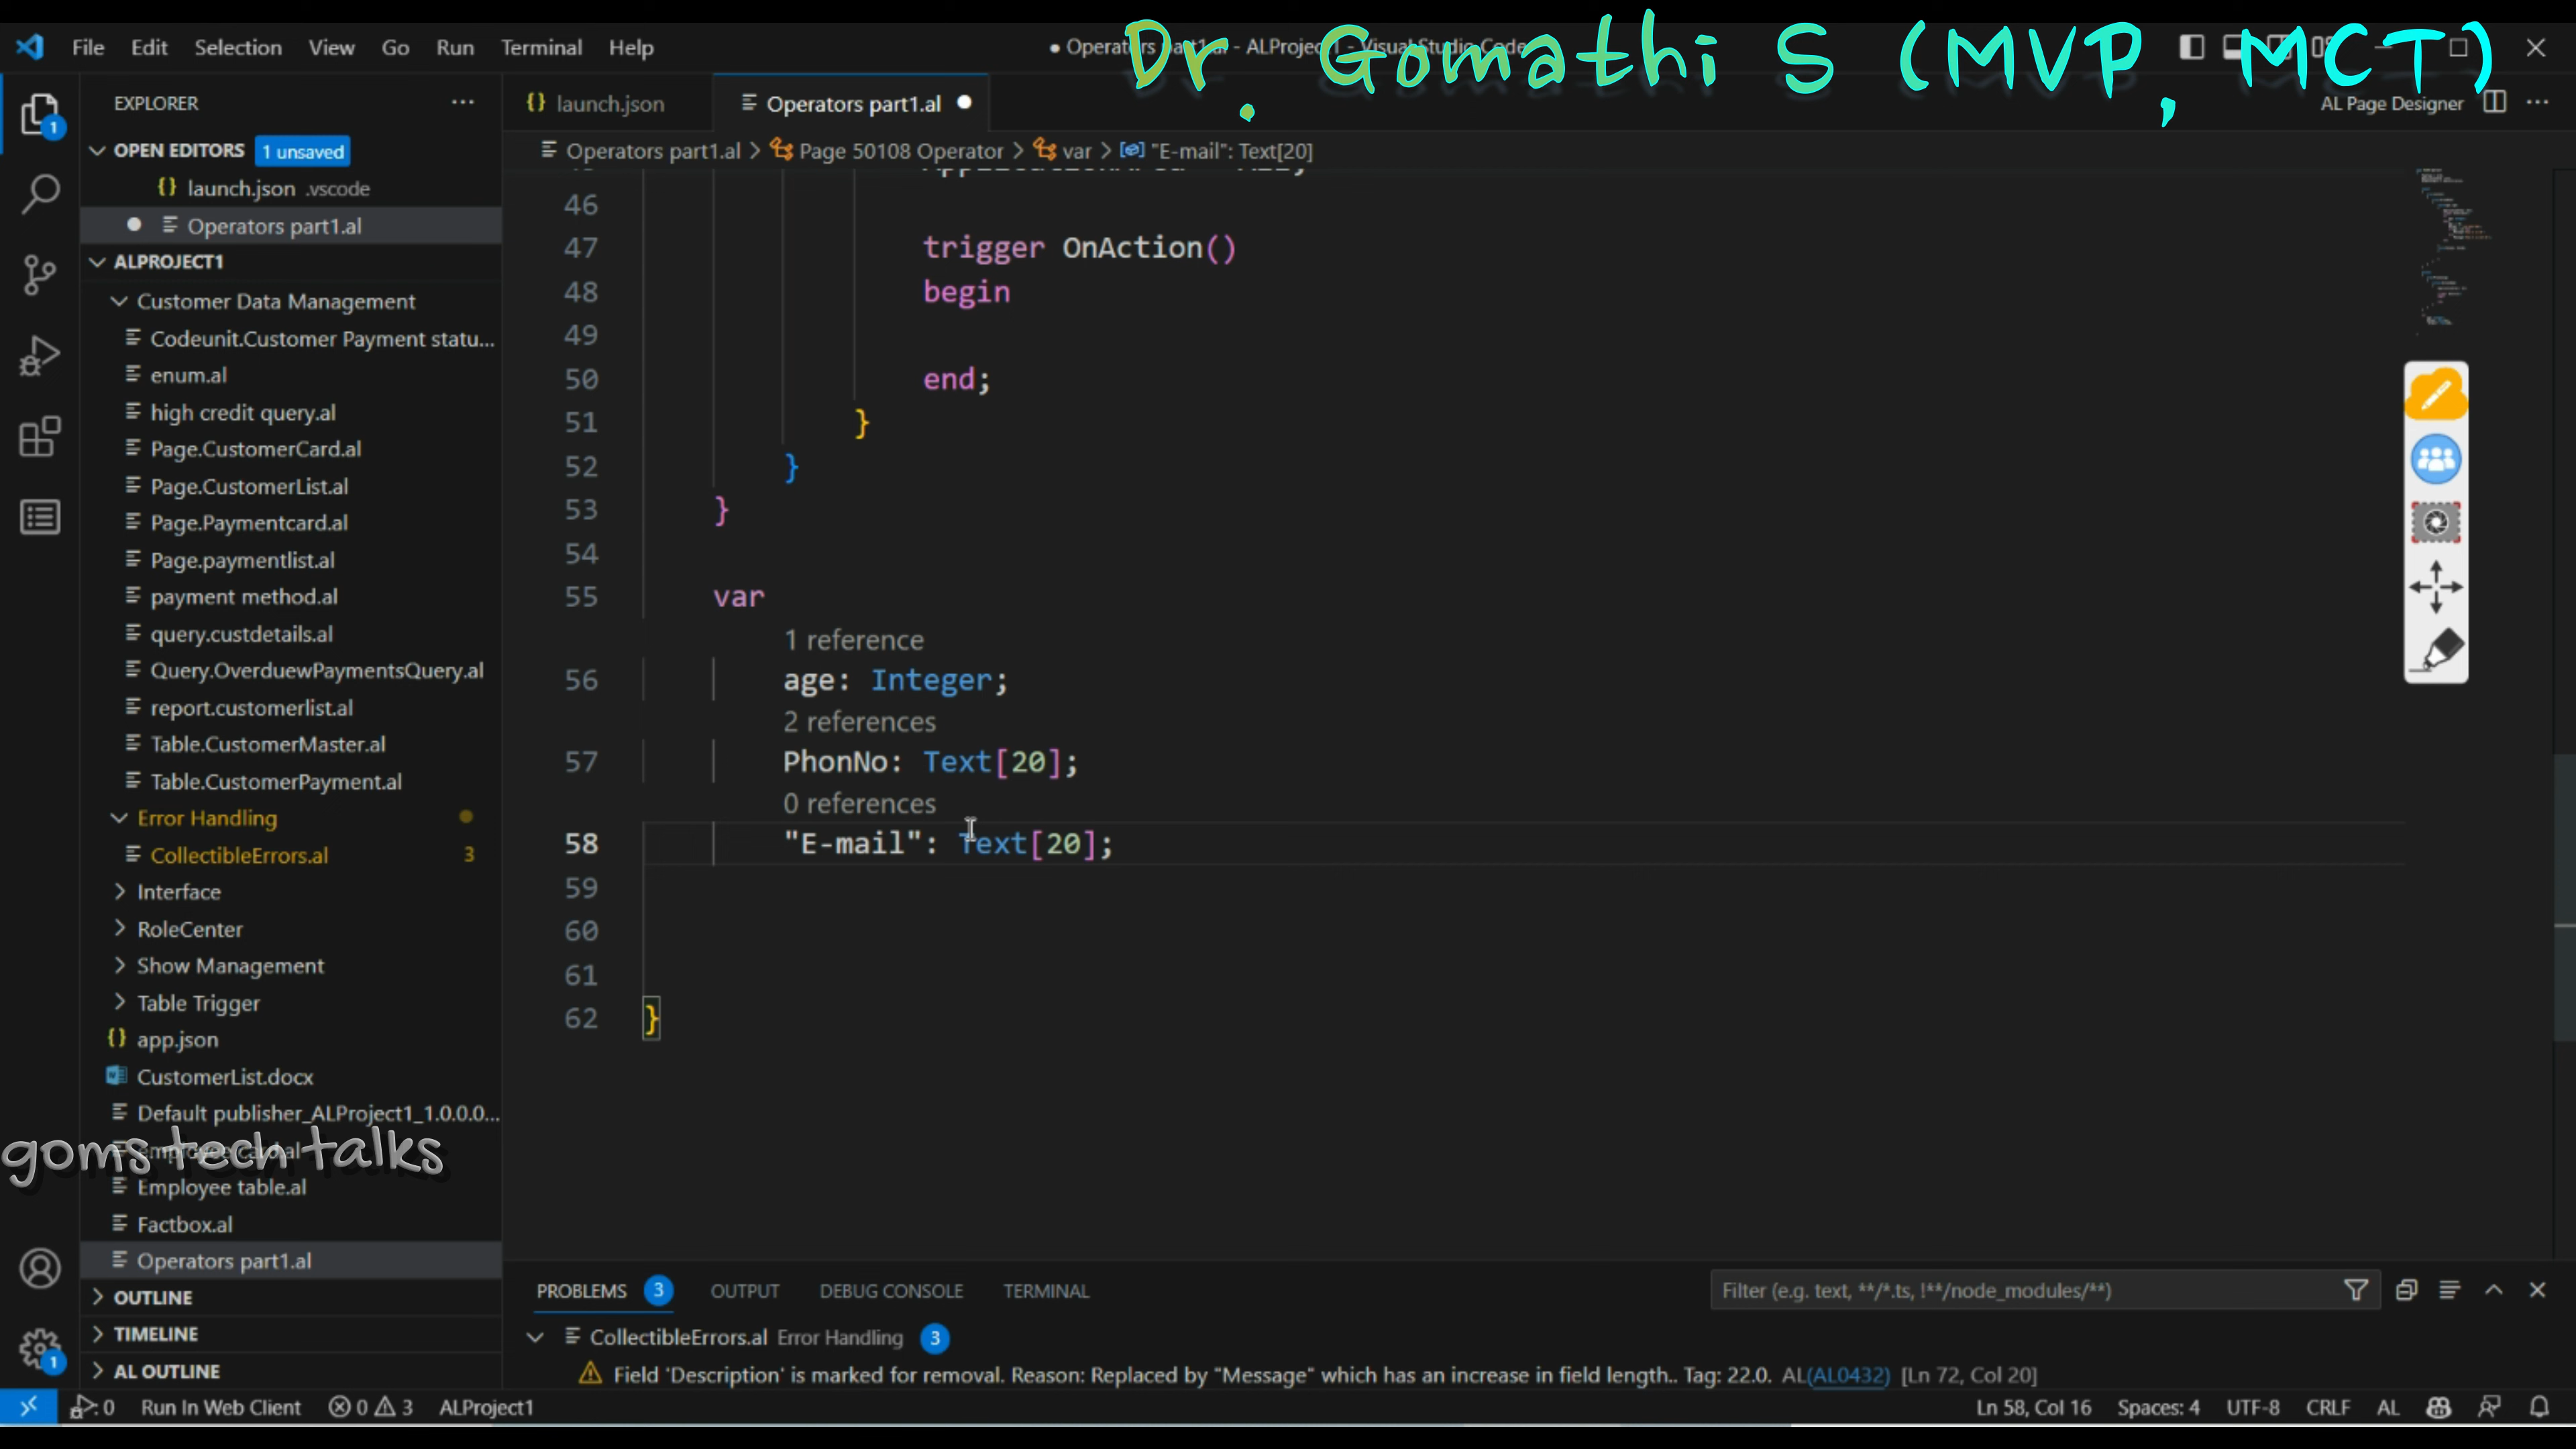 File Edit Selection View Go Run Terminal Help
Operators part1.al - ALProject1 - Visual Studio Code
Dr. Gomathi S (MVP, MCT)
EXPLORER
launch.json
Operators part1.al
AL Page Designer
OPEN EDITORS 1 unsaved
Operators part1.al > Page 50108 Operator > var > "E-mail": Text[20]
launch.json .vscode
Operators part1.al
ALPROJECT1
Customer Data Management
Codeunit.Customer Payment statu...
enum.al
high credit query.al
Page.CustomerCard.al
Page.CustomerList.al
Page.Paymentcard.al
Page.paymentlist.al
payment method.al
query.custdetails.al
Query.OverduewPaymentsQuery.al
report.customerlist.al
Table.CustomerMaster.al
Table.CustomerPayment.al
Error Handling
CollectibleErrors.al 3
Interface
RoleCenter
Show Management
Table Trigger
app.json
CustomerList.docx
Default publisher_ALProject1_1.0.0.0...
goms tech talks
employee card.al
Employee table.al
Factbox.al
Operators part1.al
OUTLINE
TIMELINE
AL OUTLINE
46
47 trigger OnAction()
48 begin
49
50 end;
51 }
52 }
53 }
54
55 var
1 reference
56 age: Integer;
2 references
57 PhonNo: Text[20];
0 references
58 "E-mail": Text[20];
59
60
61
62 }
PROBLEMS 3 OUTPUT DEBUG CONSOLE TERMINAL
Filter (e.g. text, **/*.ts, !**/node_modules/**)
CollectibleErrors.al Error Handling 3
Field 'Description' is marked for removal. Reason: Replaced by "Message" which has an increase in field length.. Tag: 22.0. AL(AL0432) [Ln 72, Col 20]
0 Run In Web Client 0 3 ALProject1
Ln 58, Col 16 Spaces: 4 UTF-8 CRLF AL